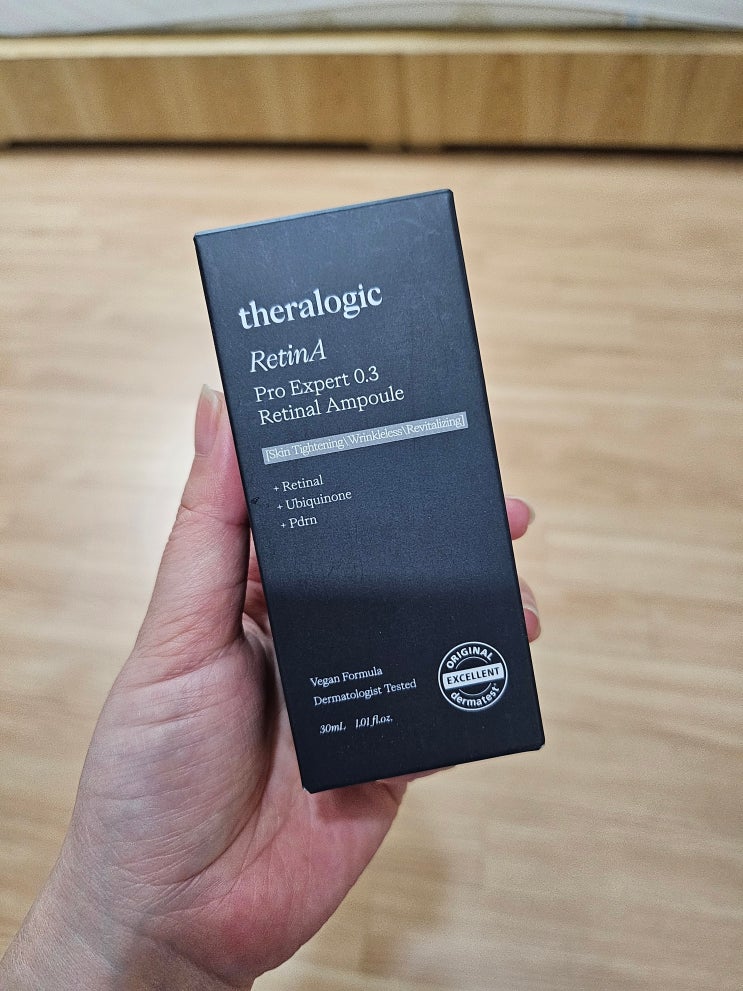 theralogic
RetinA
Pro Expert 0.3
Retinal Ampoule
[Skin Tightening\Wrinkleless\Revitalizing]
+ Retinal
+ Ubiquinone
+ Pdrn
Vegan Formula
Dermatologist Tested
30mL 1.01 fl.oz.
ORIGINAL
EXCELLENT
dermatest